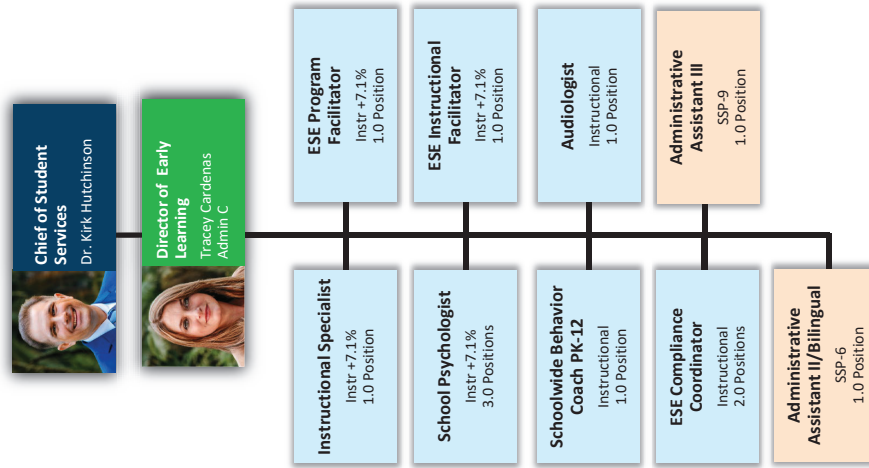 Chief of Student
Services
Dr. Kirk Hutchinson
Director of Early
Learning
Tracey Cardenas
Admin C
Instructional Specialist
Instr +7.1%
1.0 Position
ESE Program
Facilitator
Instr +7.1%
1.0 Position
School Psychologist
Instr +7.1%
3.0 Positions
ESE Instructional
Facilitator
Instr +7.1%
1.0 Position
Schoolwide Behavior
Coach PK-12
Instructional
1.0 Position
Audiologist
Instructional
1.0 Position
ESE Compliance
Coordinator
Instructional
2.0 Positions
Administrative
Assistant III
SSP-9
1.0 Position
Administrative
Assistant II/Bilingual
SSP-6
1.0 Position